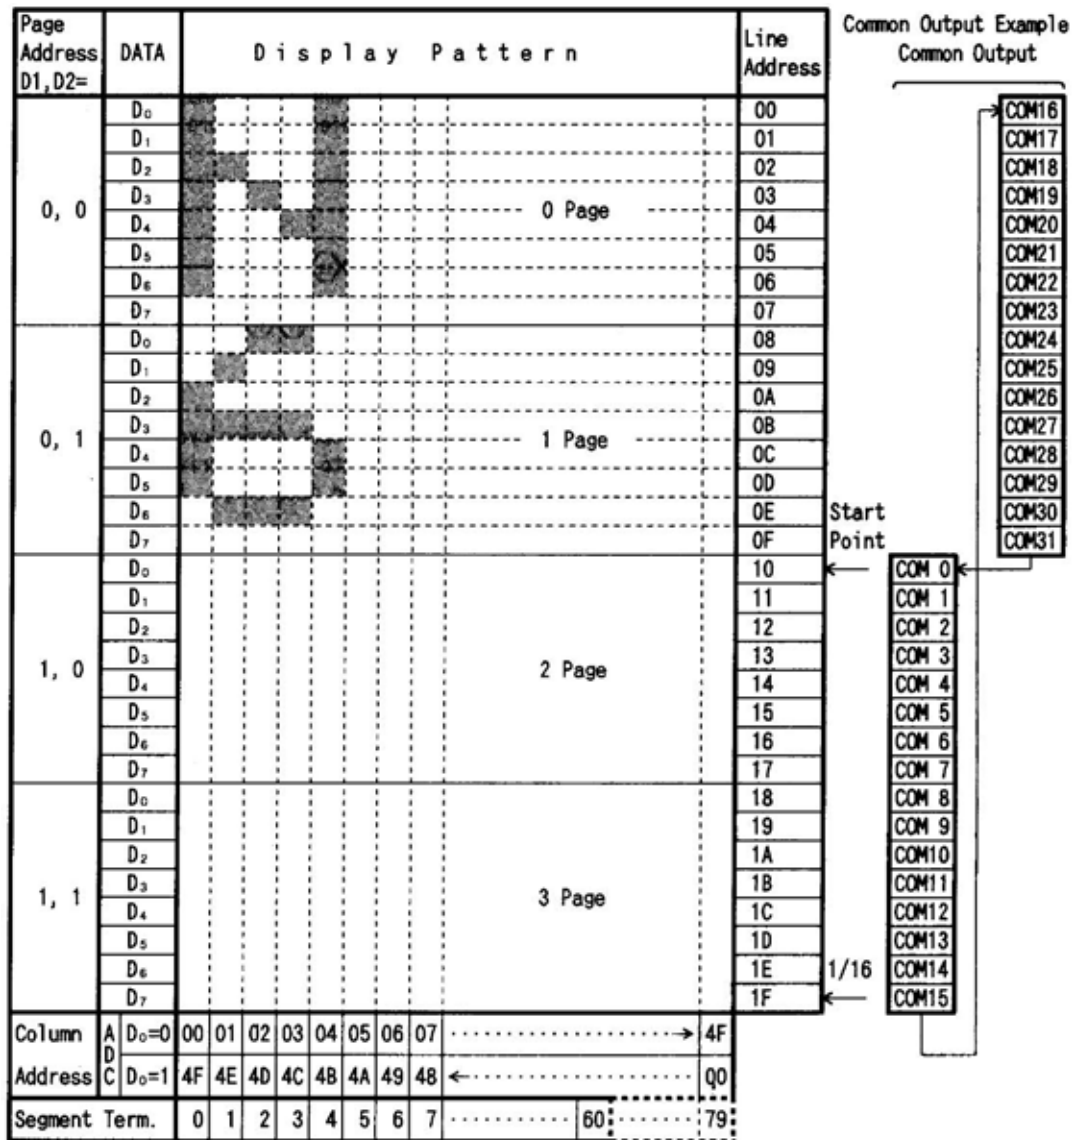 Page Address D1,D2= DATA Display Pattern Line Address Common Output Example
Common Output
D₀ 00 COM16
D₁ 01 COM17
D₂ 02 COM18
D₃ 03 COM19
0, 0 D₄ 0 Page 04 COM20
D₅ 05 COM21
D₆ 06 COM22
D₇ 07 COM23
D₀ 08 COM24
D₁ 09 COM25
D₂ 0A COM26
D₃ 0B COM27
0, 1 D₄ 1 Page 0C COM28
D₅ 0D COM29
D₆ 0E Start COM30
D₇ 0F Point COM31
D₀ 10 COM 0
D₁ 11 COM 1
D₂ 12 COM 2
D₃ 13 COM 3
1, 0 D₄ 2 Page 14 COM 4
D₅ 15 COM 5
D₆ 16 COM 6
D₇ 17 COM 7
D₀ 18 COM 8
D₁ 19 COM 9
D₂ 1A COM10
D₃ 1B COM11
1, 1 D₄ 3 Page 1C COM12
D₅ 1D COM13
D₆ 1E 1/16 COM14
D₇ 1F COM15
Column Address ADC D₀=0 00 01 02 03 04 05 06 07 4F
D₀=1 4F 4E 4D 4C 4B 4A 49 48 00
Segment Term. 0 1 2 3 4 5 6 7 60 79